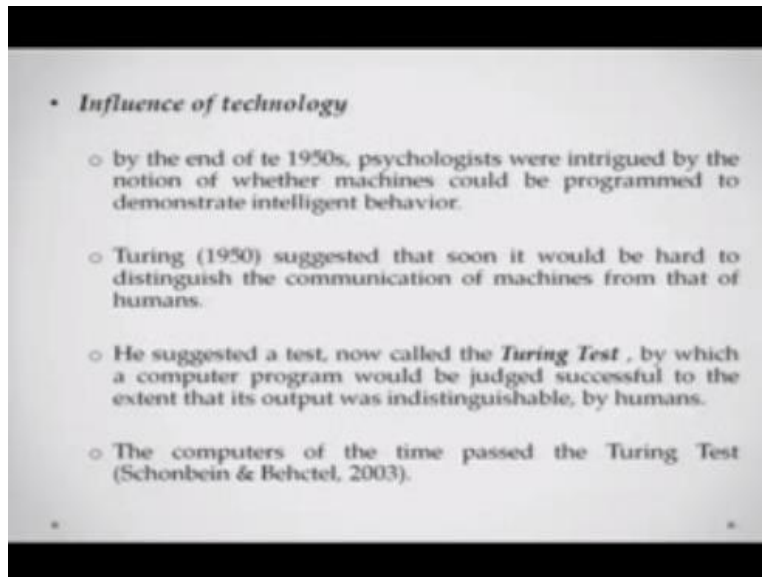 • Influence of technology
o by the end of te 1950s, psychologists were intrigued by the
notion of whether machines could be programmed to
demonstrate intelligent behavior.
o Turing (1950) suggested that soon it would be hard to
distinguish the communication of machines from that of
humans.
o He suggested a test, now called the Turing Test , by which
a computer program would be judged successful to the
extent that its output was indistinguishable, by humans.
o The computers of the time passed the Turing Test
(Schonbein & Behctel, 2003).